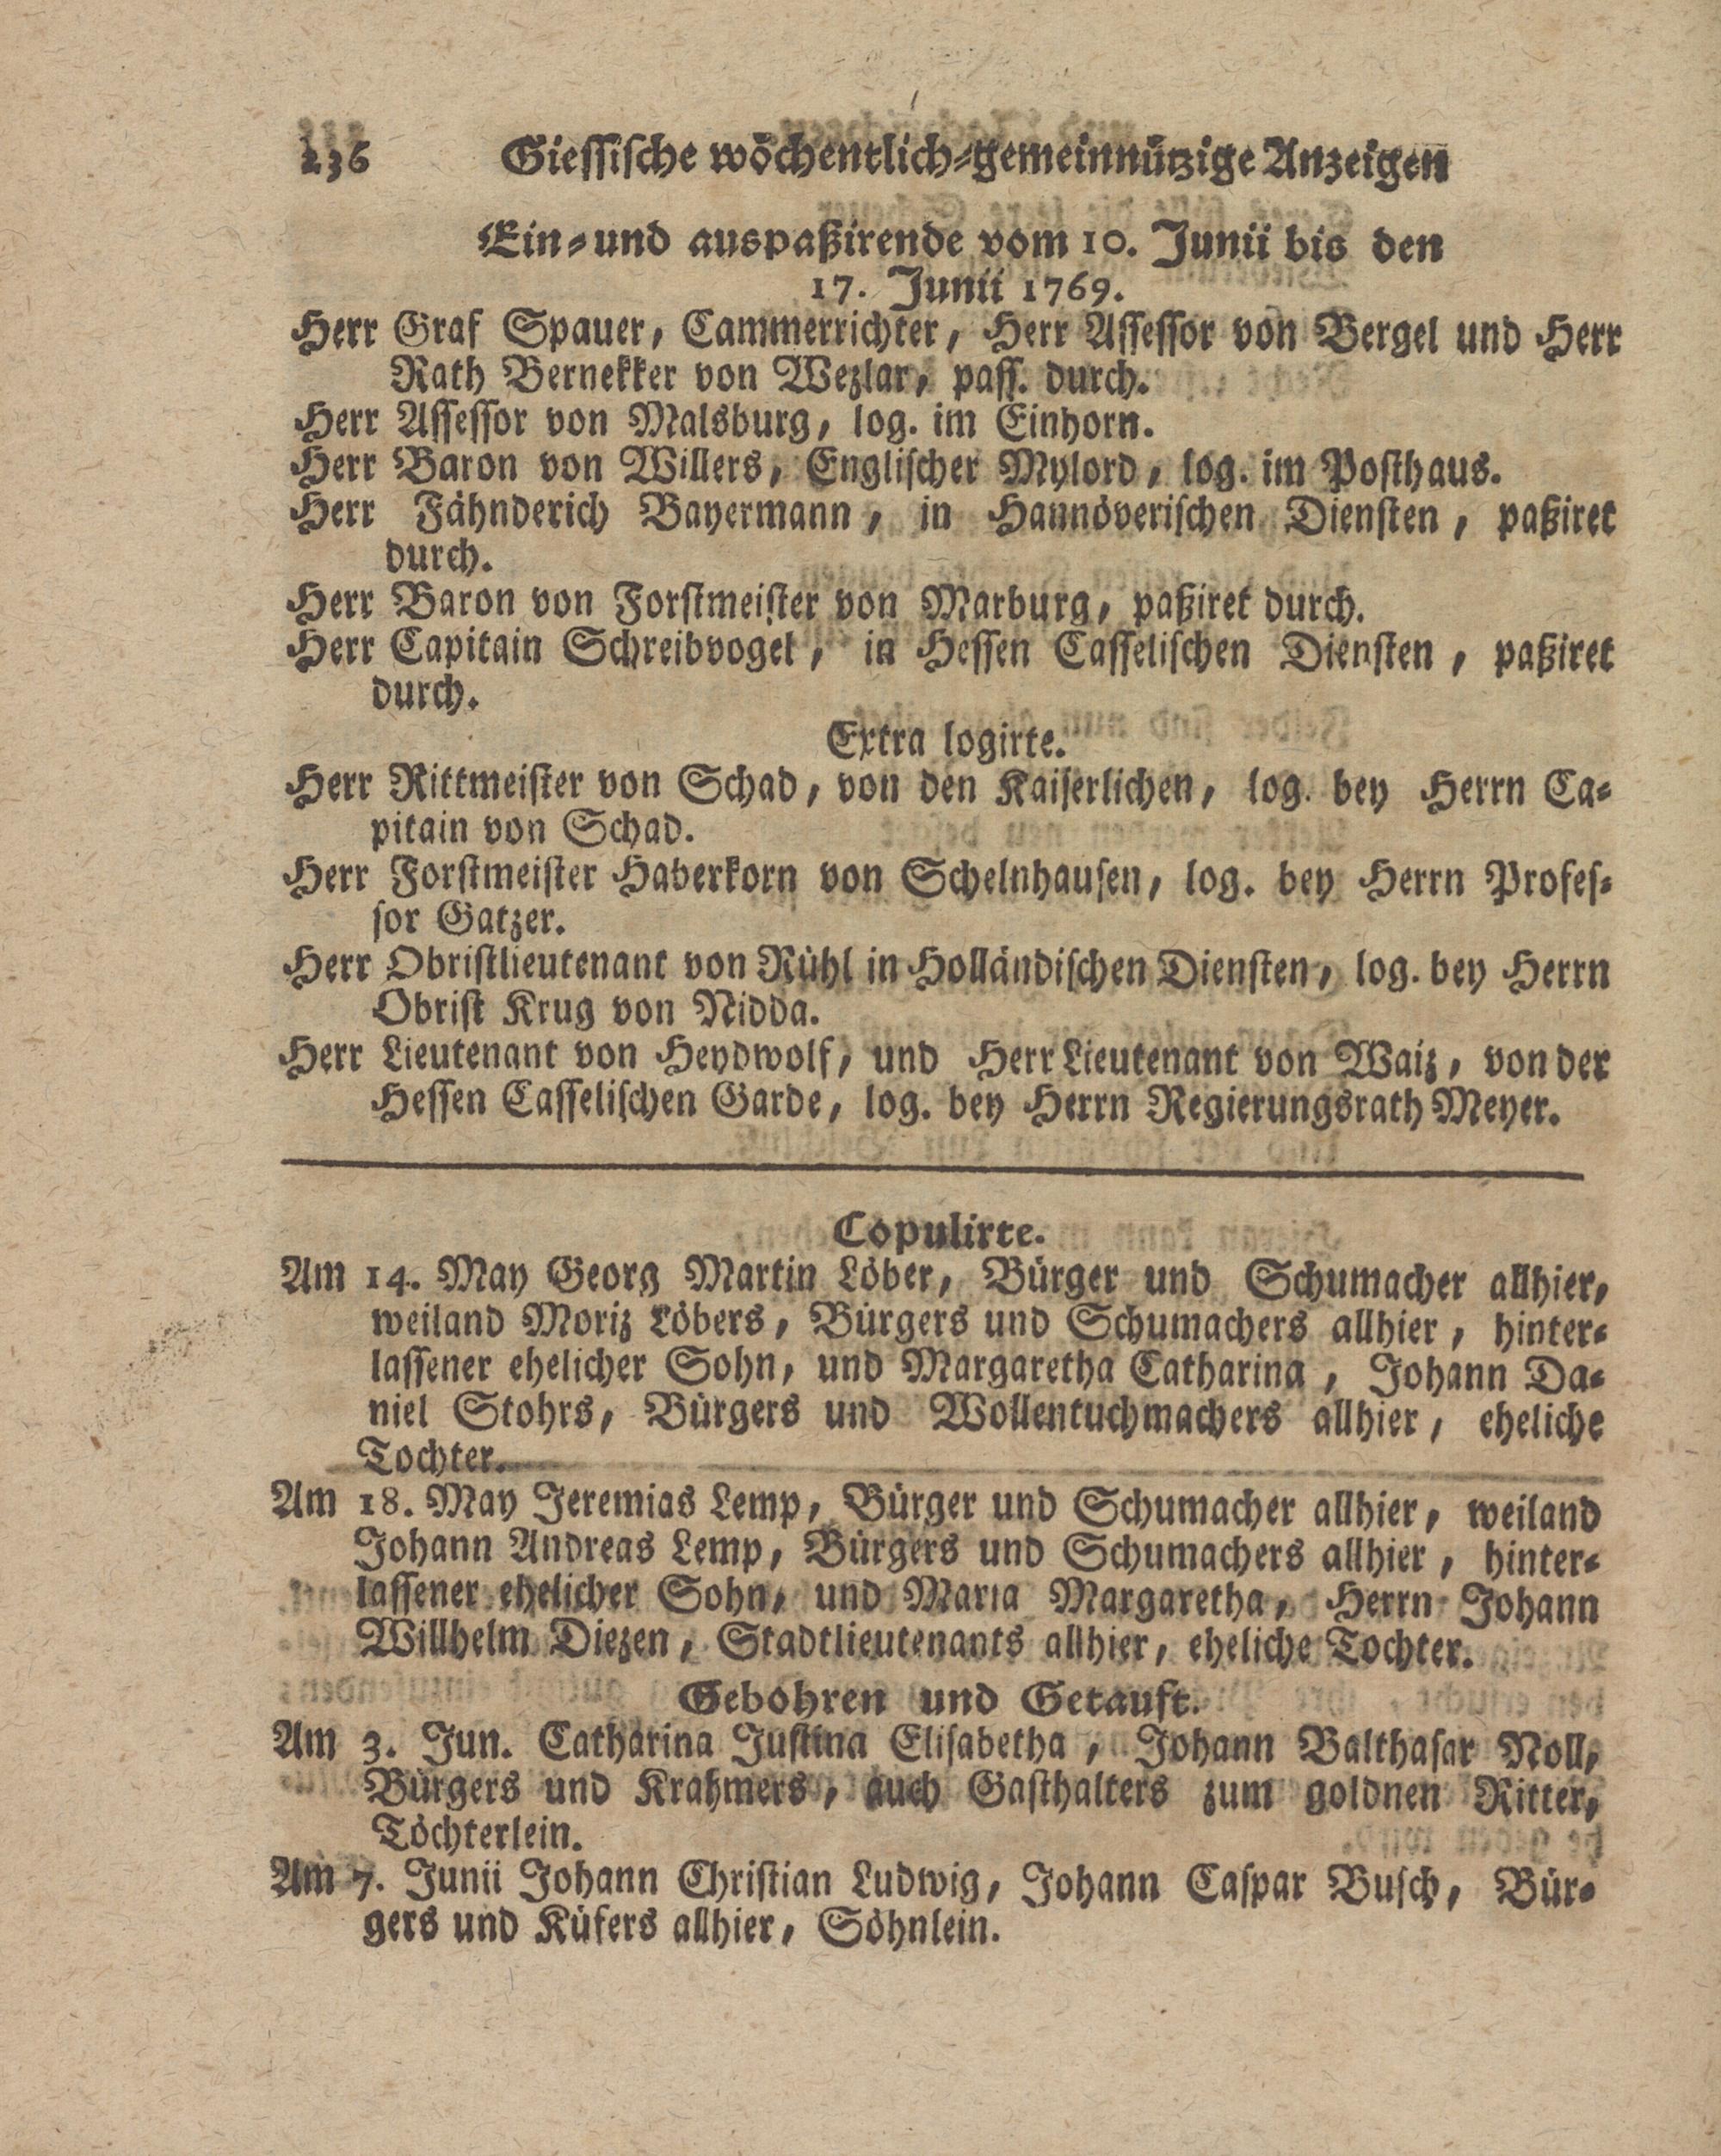 236 Giessische wöchentlich-gemeinnützige Anzeigen
Ein- und auspaßirende vom 10. Junii bis den
17. Junii 1769.
Herr Graf Spauer, Cammerrichter, Herr Assessor von Bergel und Herr
Rath Bernekker von Wezlar, pass. durch.
Herr Assessor von Malsburg, log. im Einhorn.
Herr Baron von Willers, Englischer Mylord, log. im Posthaus.
Herr Fähnderich Bayermann, in Hannöverischen Diensten, paßiret
durch.
Herr Baron von Forstmeister von Marburg, paßiret durch.
Herr Capitain Schreibvogel, in Hessen Casselischen Diensten, paßiret
durch.
Extra logirte.
Herr Rittmeister von Schad, von den Kaiserlichen, log. bey Herrn Ca-
pitain von Schad.
Herr Forstmeister Haberkorn von Schelnhausen, log. bey Herrn Profes-
sor Gatzer.
Herr Obristlieutenant von Rühl in Holländischen Diensten, log. bey Herrn
Obrist Krug von Nidda.
Herr Lieutenant von Heydwolf, und Herr Lieutenant von Waiz, von der
Hessen Casselischen Garde, log. bey Herrn Regierungsrath Meyer.
Copulirte.
Am 14. May Georg Martin Löber, Bürger und Schumacher allhier,
weiland Moriz Löbers, Bürgers und Schumachers allhier, hinter-
lassener ehelicher Sohn, und Margaretha Catharina, Johann Da-
niel Stohrs, Bürgers und Wollentuchmachers allhier, eheliche
Tochter.
Am 18. May Jeremias Lemp, Bürger und Schumacher allhier, weiland
Johann Andreas Lemp, Bürgers und Schumachers allhier, hinter-
lassener ehelicher Sohn, und Maria Margaretha, Herrn Johann
Willhelm Diezen, Stadtlieutenants allhier, eheliche Tochter.
Gebohren und Getauft.
Am 3. Jun. Catharina Justina Elisabetha, Johann Balthasar Noll,
Bürgers und Krahmers, auch Gasthalters zum goldnen Ritter,
Töchterlein.
Am 7. Junii Johann Christian Ludwig, Johann Caspar Busch, Bür-
gers und Küfers allhier, Söhnlein.